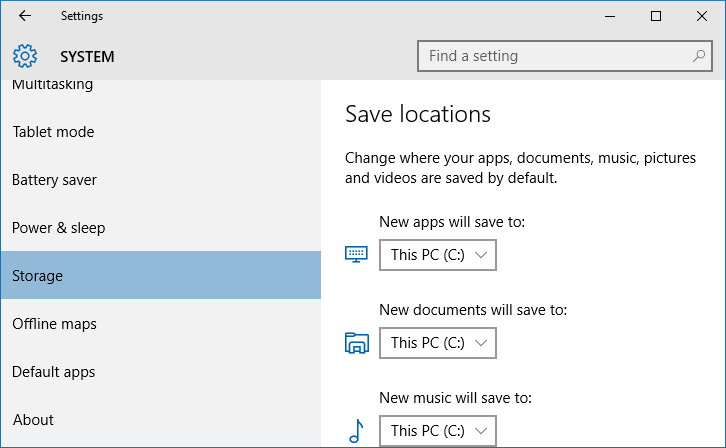 Settings
SYSTEM
Find a setting
Multitasking
Tablet mode
Battery saver
Power & sleep
Storage
Offline maps
Default apps
About
Save locations
Change where your apps, documents, music, pictures
and videos are saved by default.
New apps will save to:
This PC (C:)
New documents will save to:
This PC (C:)
New music will save to:
This PC (C:)